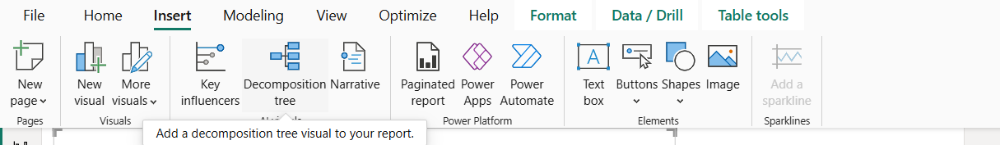 File Home Insert Modeling View Optimize Help Format Data / Drill Table tools
New page
New visual
More visuals
Key influencers
Decomposition tree
Narrative
Paginated report
Power Apps
Power Automate
Text box
Buttons
Shapes
Image
Add a sparkline
Pages Visuals Power Platform Elements Sparklines
Add a decomposition tree visual to your report.